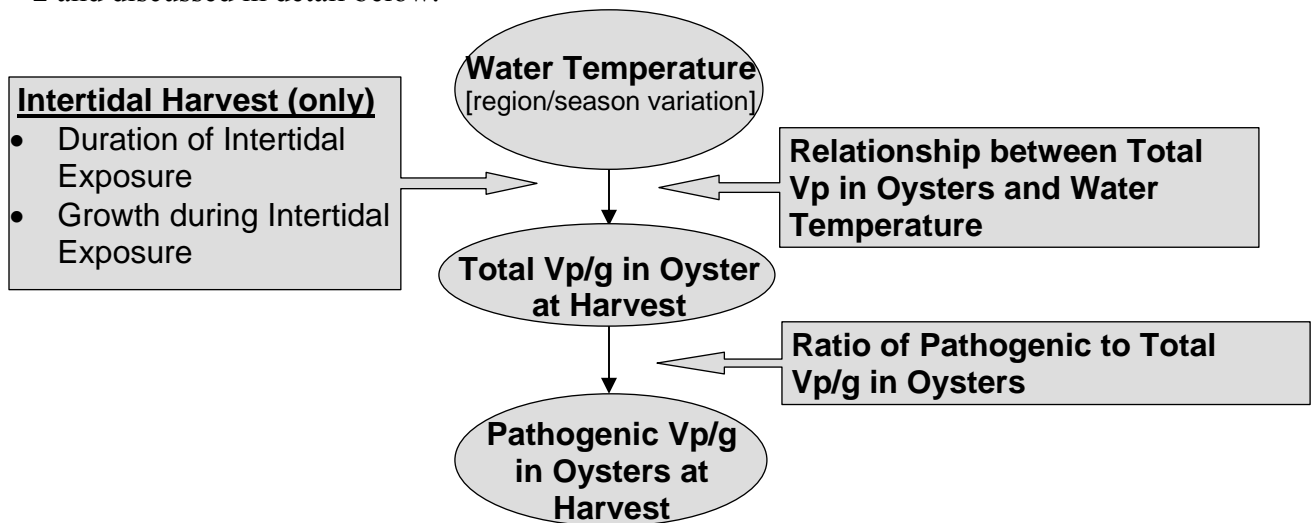 2 and discussed in detail below.
Water Temperature
[region/season variation]
Intertidal Harvest (only)
• Duration of Intertidal
Exposure
• Growth during Intertidal
Exposure
Relationship between Total
Vp in Oysters and Water
Temperature
Total Vp/g in Oyster
at Harvest
Ratio of Pathogenic to Total
Vp/g in Oysters
Pathogenic Vp/g
in Oysters at
Harvest